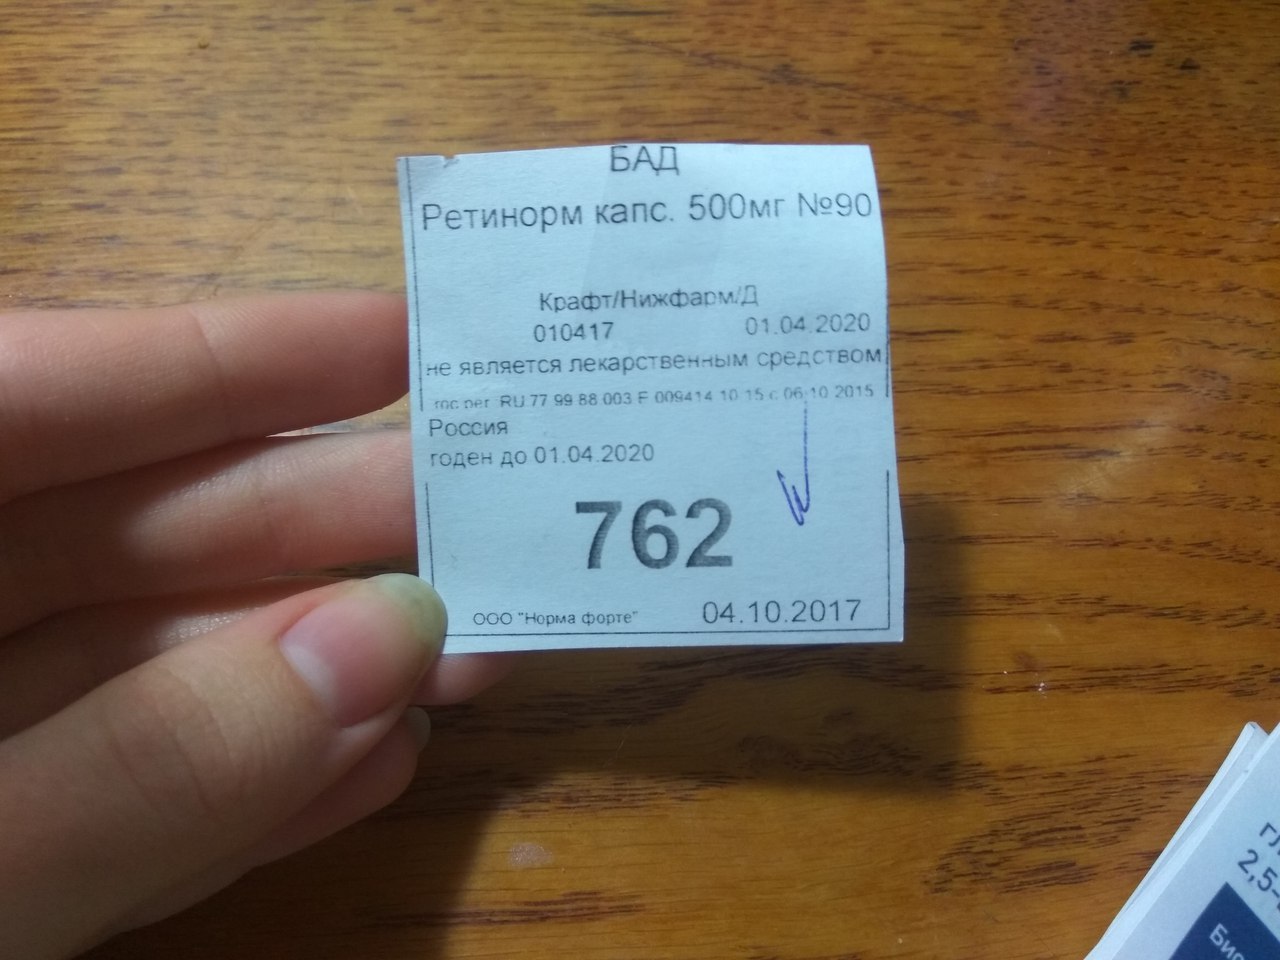 БАД
Ретинорм капс. 500мг №90
Крафт/Нижфарм/Д
010417 01.04.2020
не является лекарственным средством
гос рег RU 77 99 88 003 Е 009414 10 15 с 06 10 2015
Россия
годен до 01.04.2020
762
ООО "Норма форте" 04.10.2017
2,5-